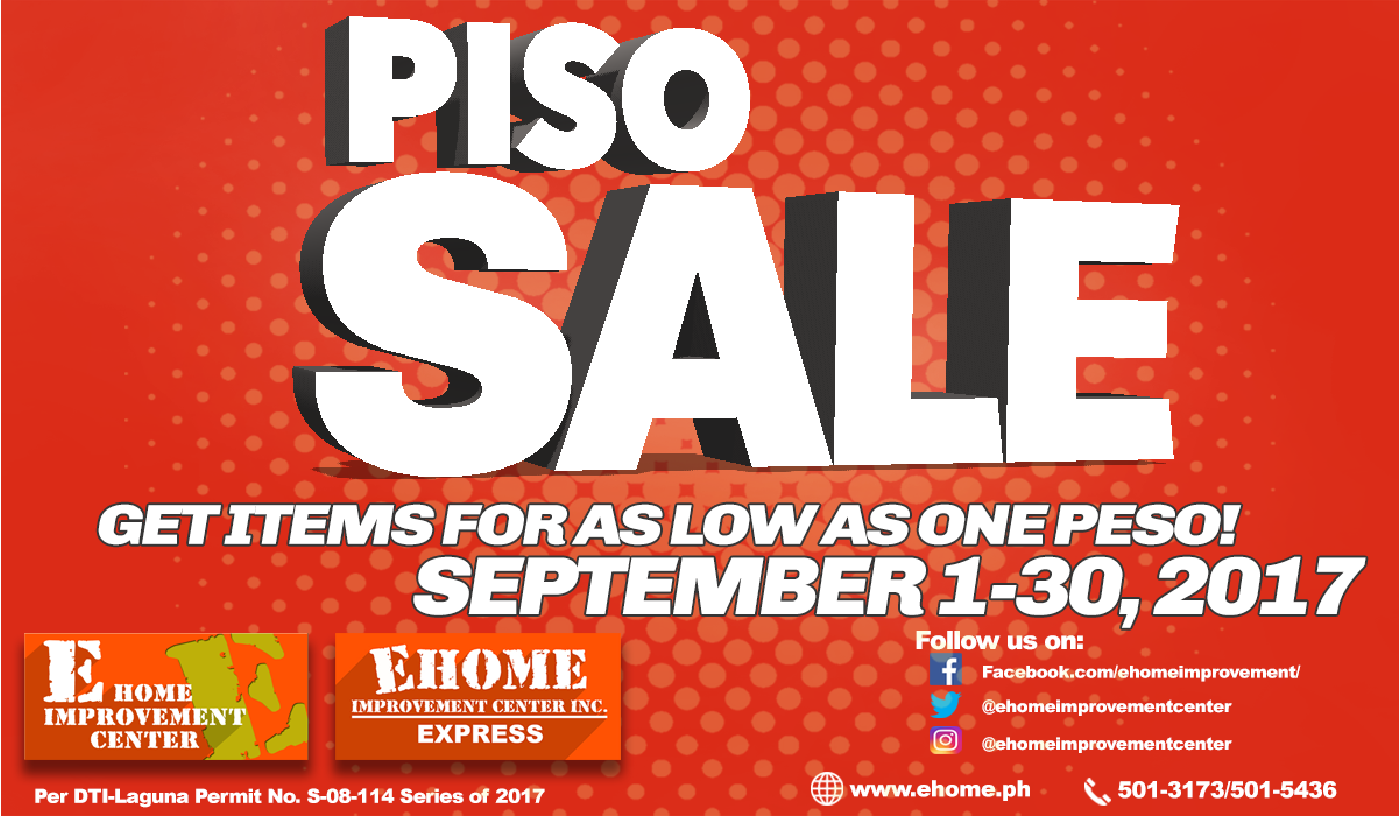 PISO
SALE
GET ITEMS FOR AS LOW AS ONE PESO!
SEPTEMBER 1-30, 2017
E HOME
IMPROVEMENT
CENTER
EHOME
IMPROVEMENT CENTER INC.
EXPRESS
Follow us on:
Facebook.com/ehomeimprovement/
@ehomeimprovementcenter
@ehomeimprovementcenter
Per DTI-Laguna Permit No. S-08-114 Series of 2017
www.ehome.ph
501-3173/501-5436